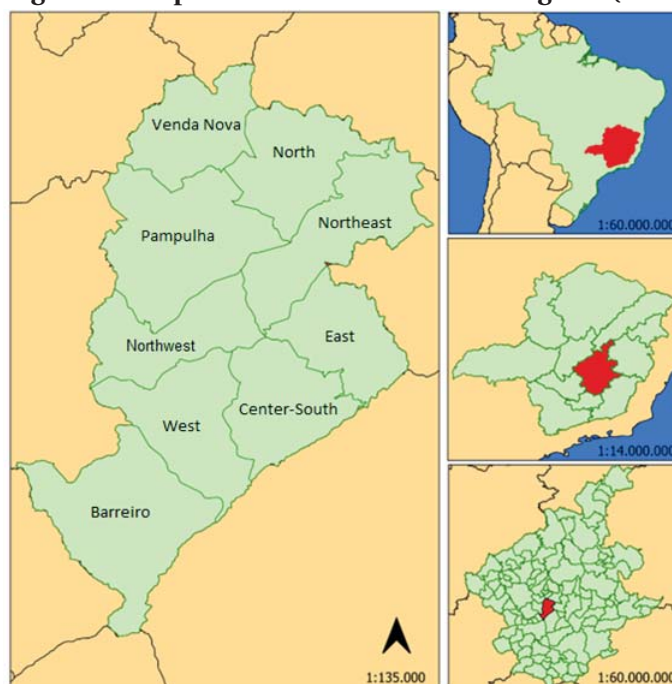 Venda Nova
North
Northeast
Pampulha
East
Northwest
Center-South
West
Barreiro
1:135.000
1:60.000.000
1:14.000.000
1:60.000.000